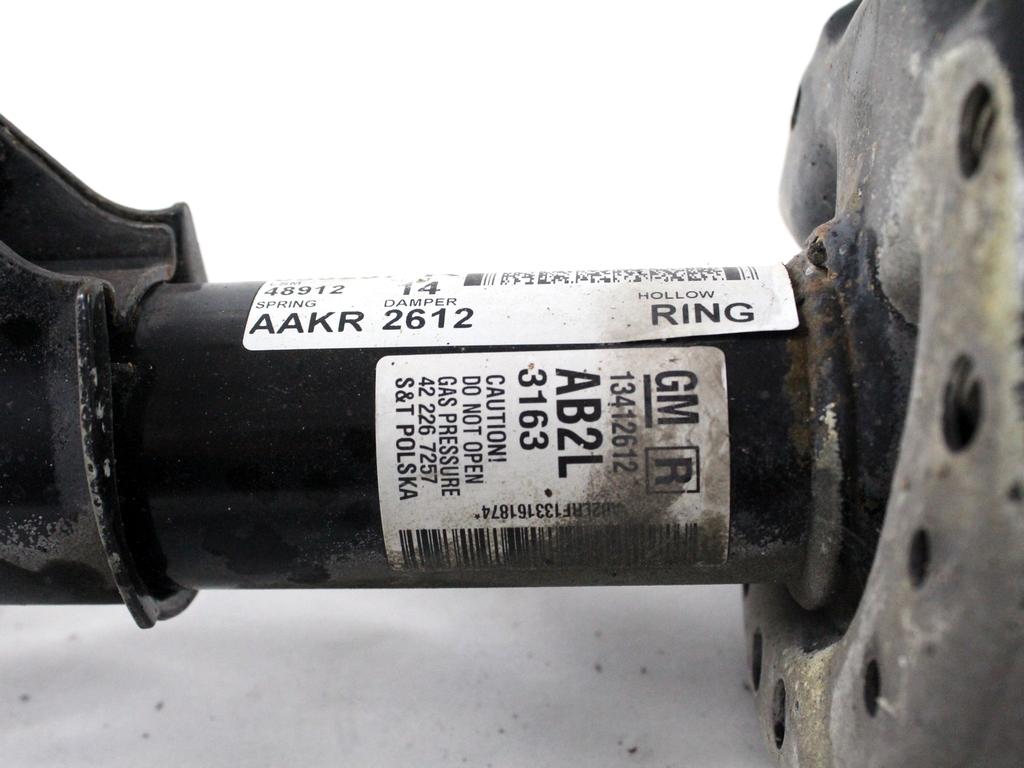 48912 14
SPRING DAMPER HOLLOW
AAKR 2612 RING
GM R
13412612
AB2L
3163
CAUTION!
DO NOT OPEN
GAS PRESSURE
42 226 7257.
S&T POLSKA